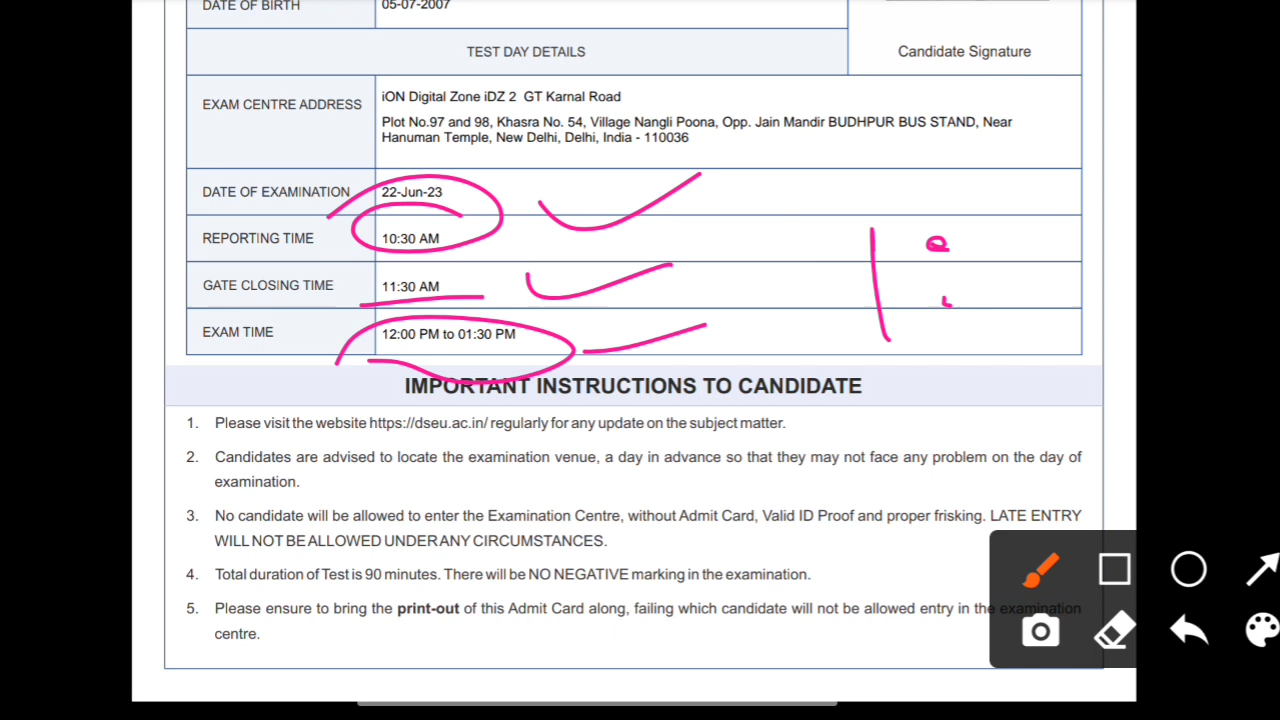 DATE OF BIRTH 05-07-2007
TEST DAY DETAILS
Candidate Signature
EXAM CENTRE ADDRESS
iON Digital Zone iDZ 2 GT Karnal Road
Plot No.97 and 98, Khasra No. 54, Village Nangli Poona, Opp. Jain Mandir BUDHPUR BUS STAND, Near
Hanuman Temple, New Delhi, Delhi, India - 110036
DATE OF EXAMINATION 22-Jun-23
REPORTING TIME 10:30 AM
GATE CLOSING TIME 11:30 AM
EXAM TIME 12:00 PM to 01:30 PM
IMPORTANT INSTRUCTIONS TO CANDIDATE
1. Please visit the website https://dseu.ac.in/ regularly for any update on the subject matter.
2. Candidates are advised to locate the examination venue, a day in advance so that they may not face any problem on the day of
examination.
3. No candidate will be allowed to enter the Examination Centre, without Admit Card, Valid ID Proof and proper frisking. LATE ENTRY
WILL NOT BE ALLOWED UNDER ANY CIRCUMSTANCES.
4. Total duration of Test is 90 minutes. There will be NO NEGATIVE marking in the examination.
5. Please ensure to bring the print-out of this Admit Card along, failing which candidate will not be allowed entry in the examination
centre.